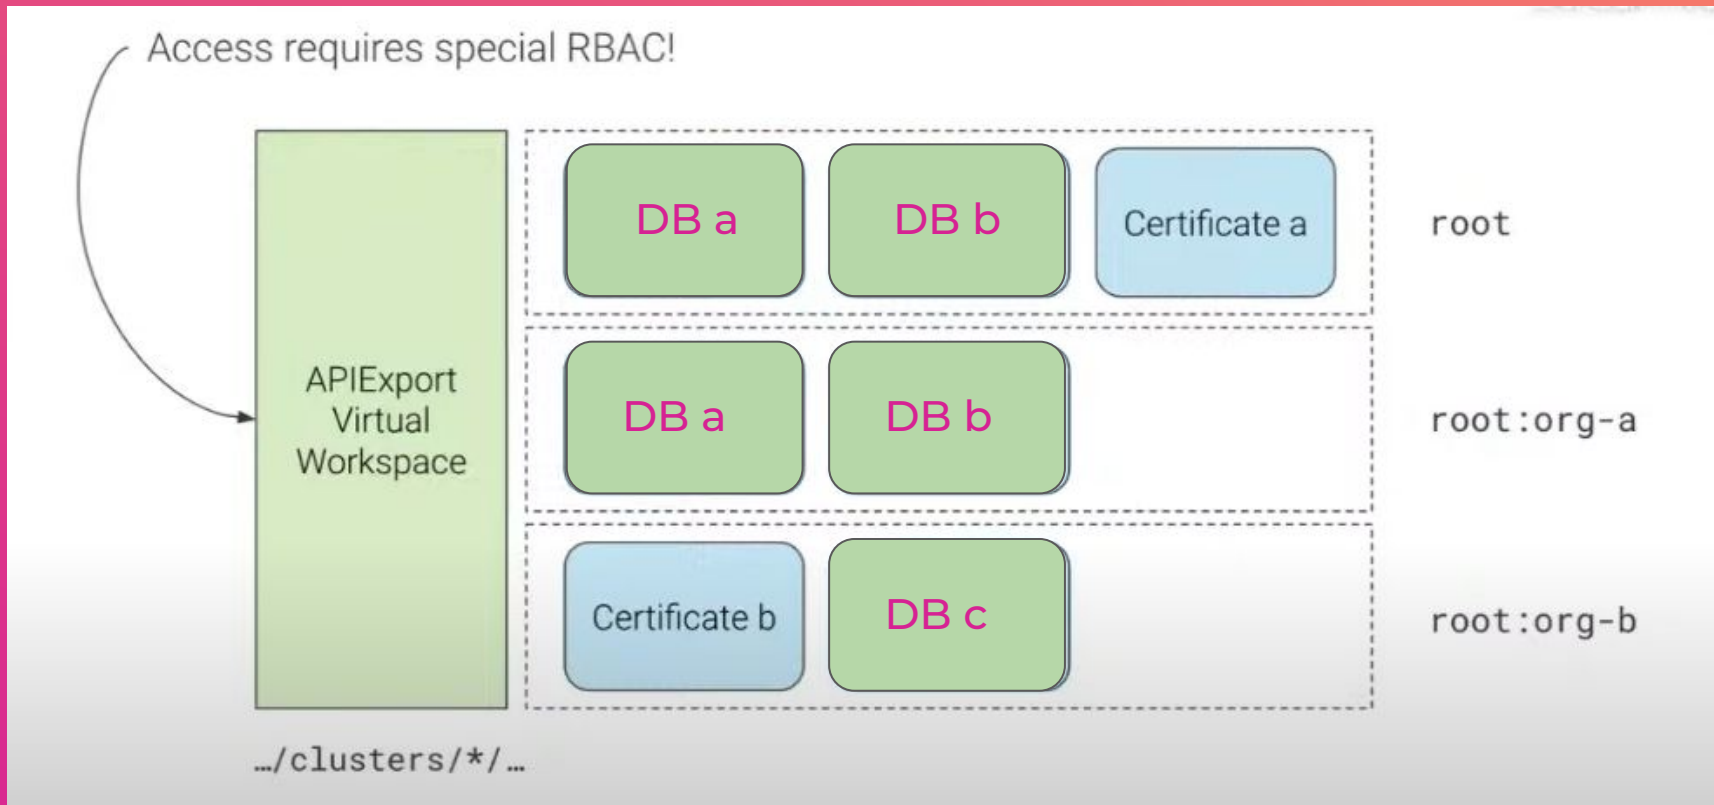 Access requires special RBAC!
DB a
DB b
Certificate a
root
APIExport
Virtual
Workspace
DB a
DB b
root:org-a
Certificate b
DB c
root:org-b
…/clusters/*/…